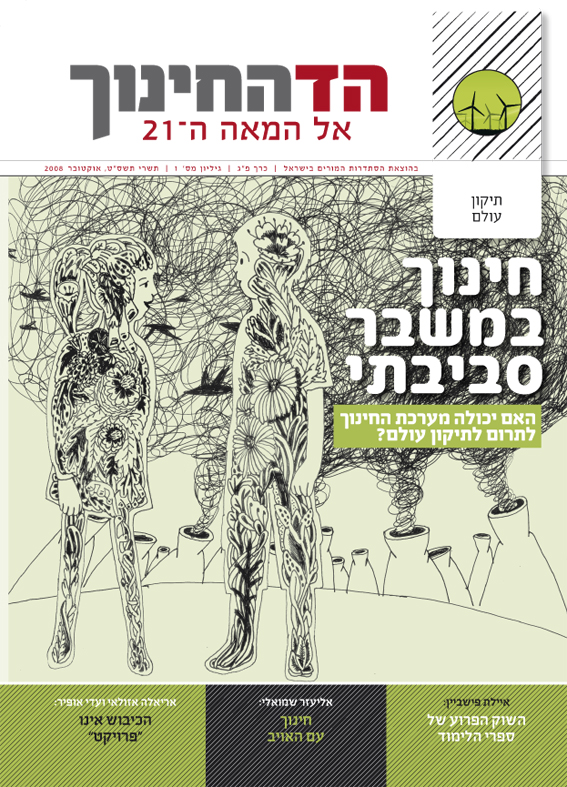 הד החינוך
אל המאה ה־21
בהוצאת הסתדרות המורים בישראל | כרך פ"ג | גיליון מס׳ 1 | תשרי תשס"ט, אוקטובר 2008
תיקון
עולם
חינוך
במשבר
סביבתי
האם יכולה מערכת החינוך
לתרום לתיקון עולם?
איילת פישביין:
השוק הפרוע של
ספרי הלימוד
אליעזר שמואלי:
חינוך
עם האויב
אריאלה אזולאי ועדי אופיר:
הכיבוש אינו
"פרויקט"